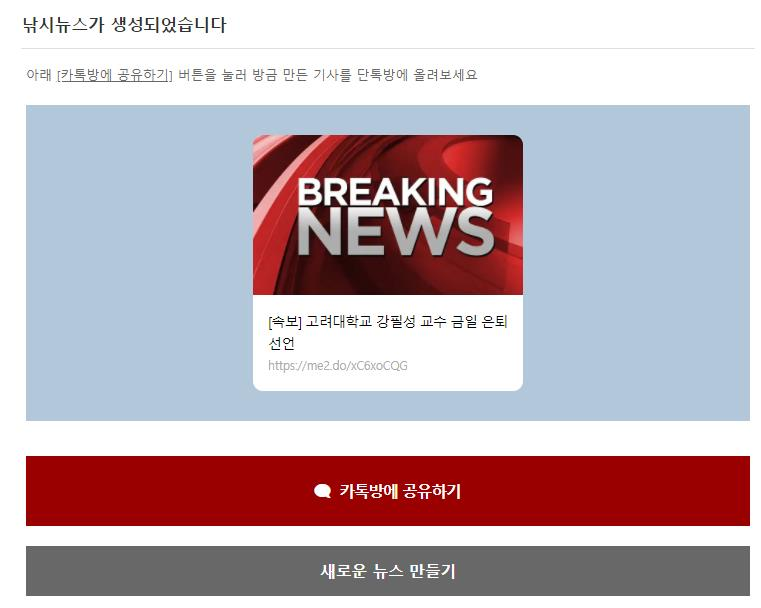 낚시뉴스가 생성되었습니다
아래 [카톡방에 공유하기] 버튼을 눌러 방금 만든 기사를 단톡방에 올려보세요
BREAKING
NEWS
[속보] 고려대학교 강필성 교수 금일 은퇴
선언
https://me2.do/xC6xoCQG
카톡방에 공유하기
새로운 뉴스 만들기